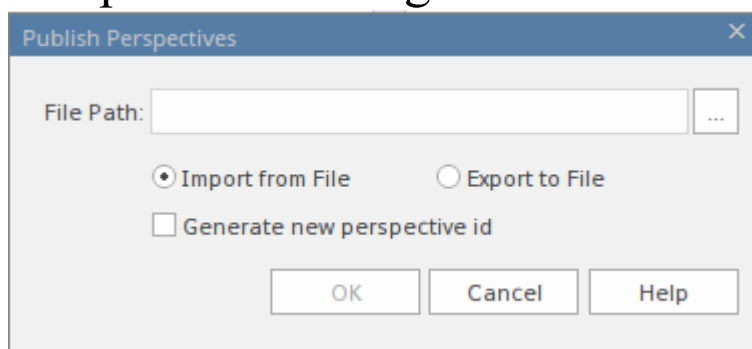 Publish Perspectives ×
File Path: ...
Import from File Export to File
Generate new perspective id
OK Cancel Help